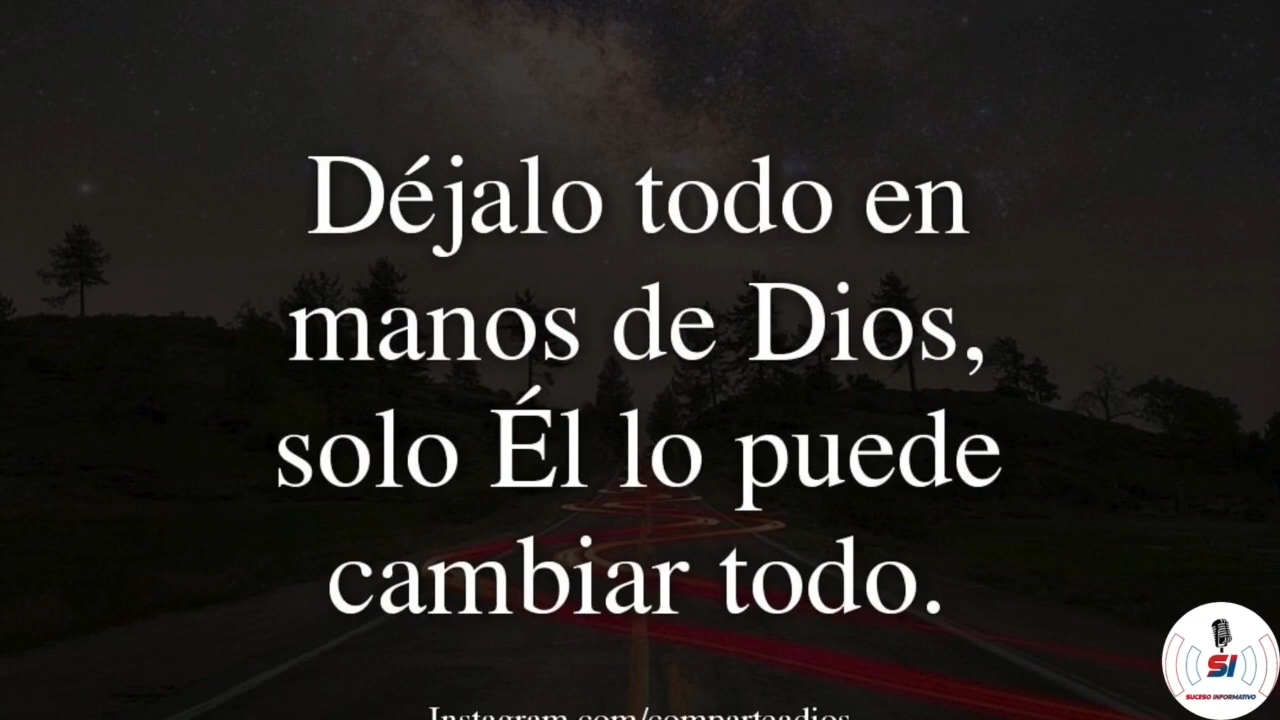 Déjalo todo en
manos de Dios,
solo Él lo puede
cambiar todo.
Instagram.com/comparteadios
SI
SUCESO INFORMATIVO